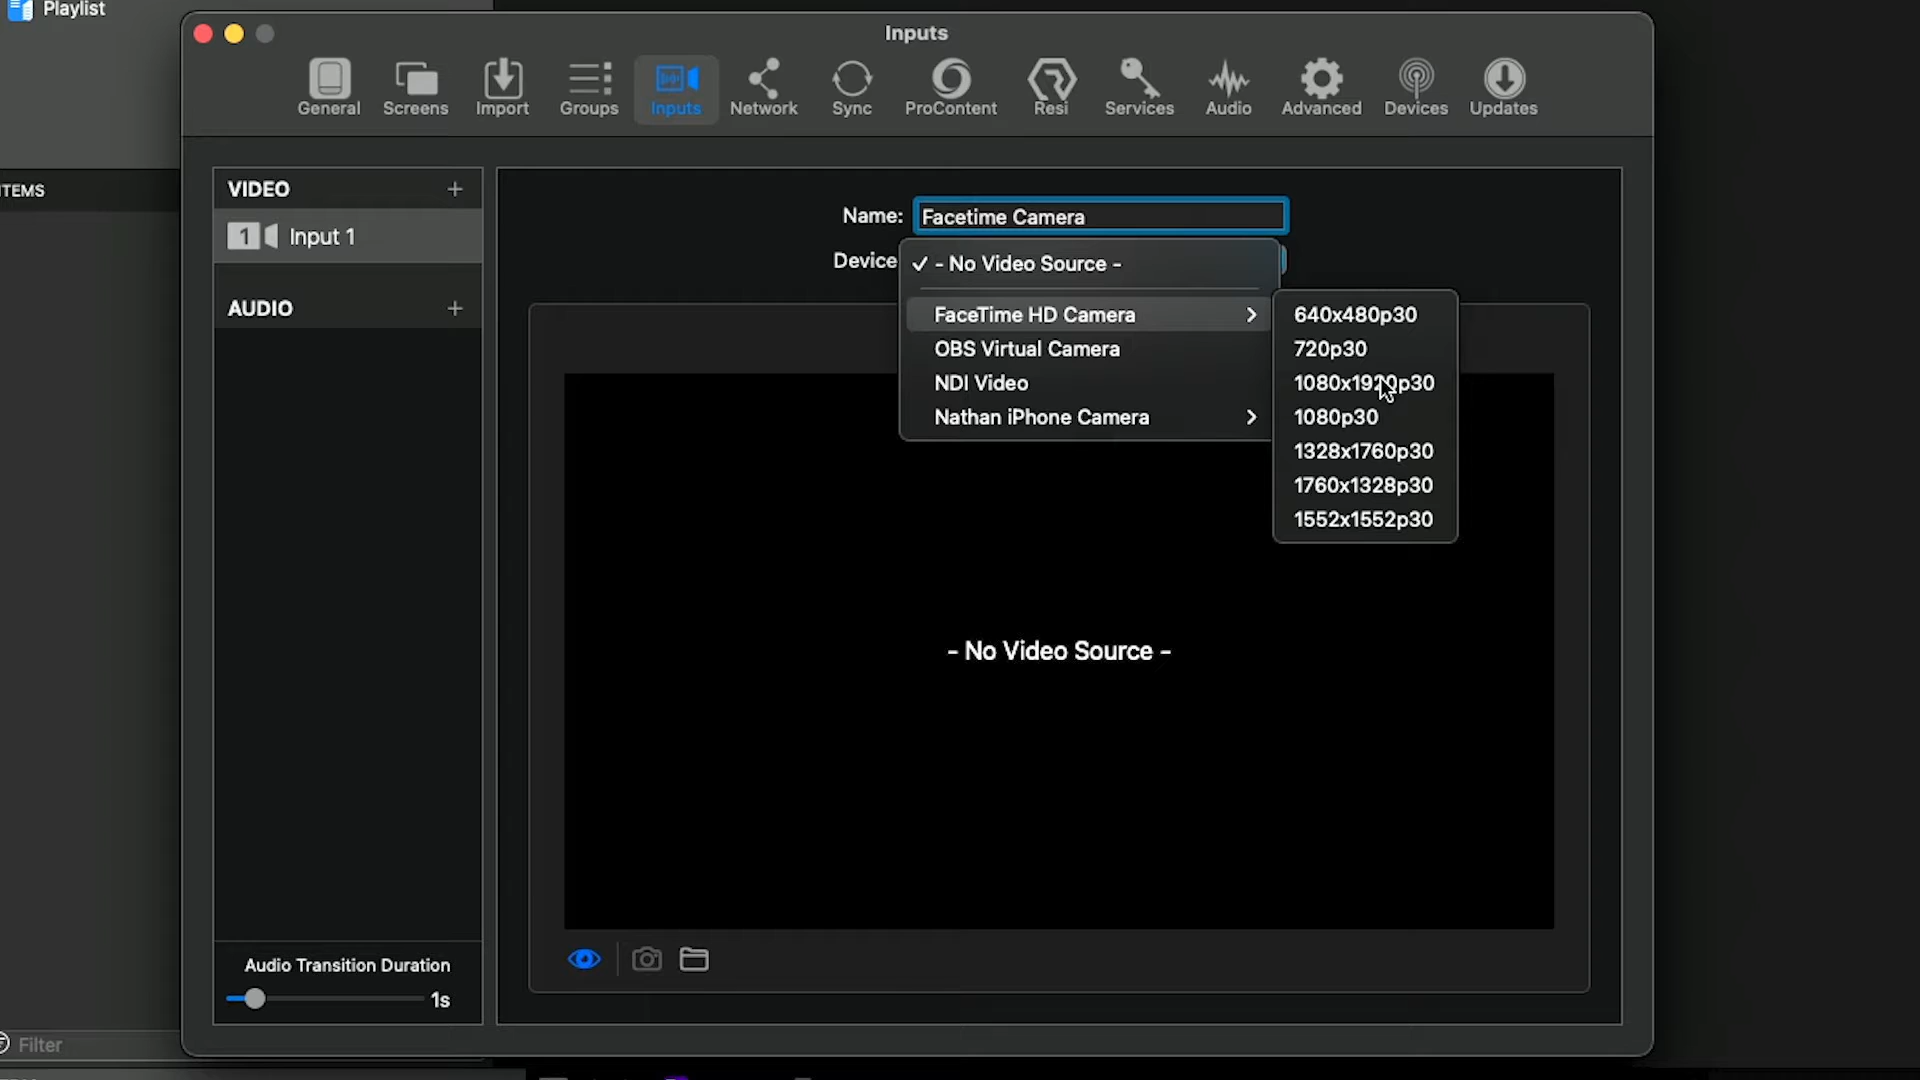 Playlist
Inputs
General Screens Import Groups Inputs Network Sync ProContent Resi Services Audio Advanced Devices Updates
TEMS
VIDEO +
1 Input 1
AUDIO +
Name: Facetime Camera
Device
✓ - No Video Source -
FaceTime HD Camera >
OBS Virtual Camera
NDI Video
Nathan iPhone Camera >
640x480p30
720p30
1080x1920p30
1080p30
1328x1760p30
1760x1328p30
1552x1552p30
- No Video Source -
Audio Transition Duration
1s
Filter